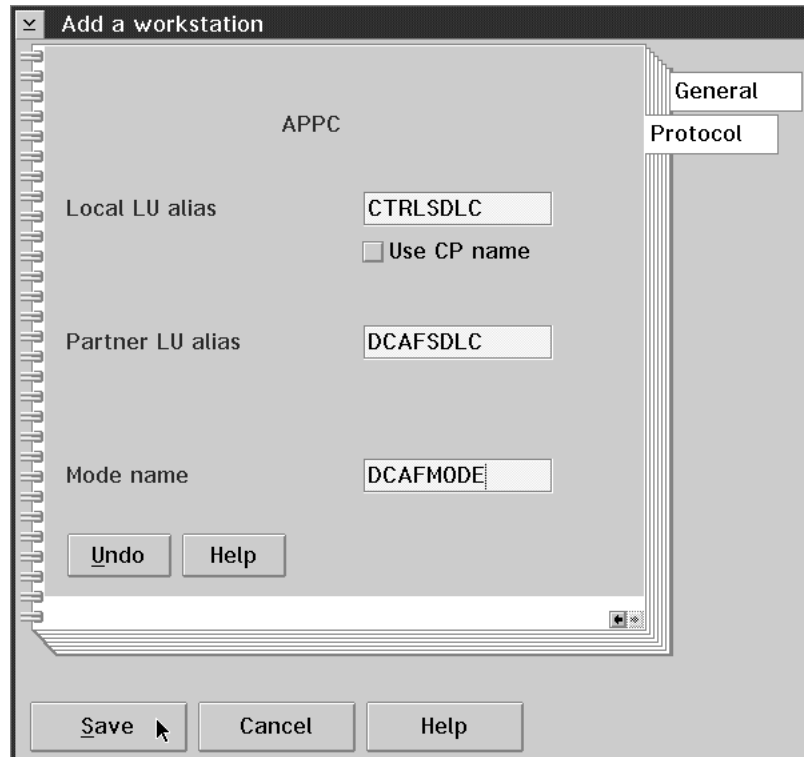 Add a workstation
General
Protocol
APPC
Local LU alias CTRLSDLC
Use CP name
Partner LU alias DCAFSDLC
Mode name DCAFMODE
Undo Help
Save Cancel Help